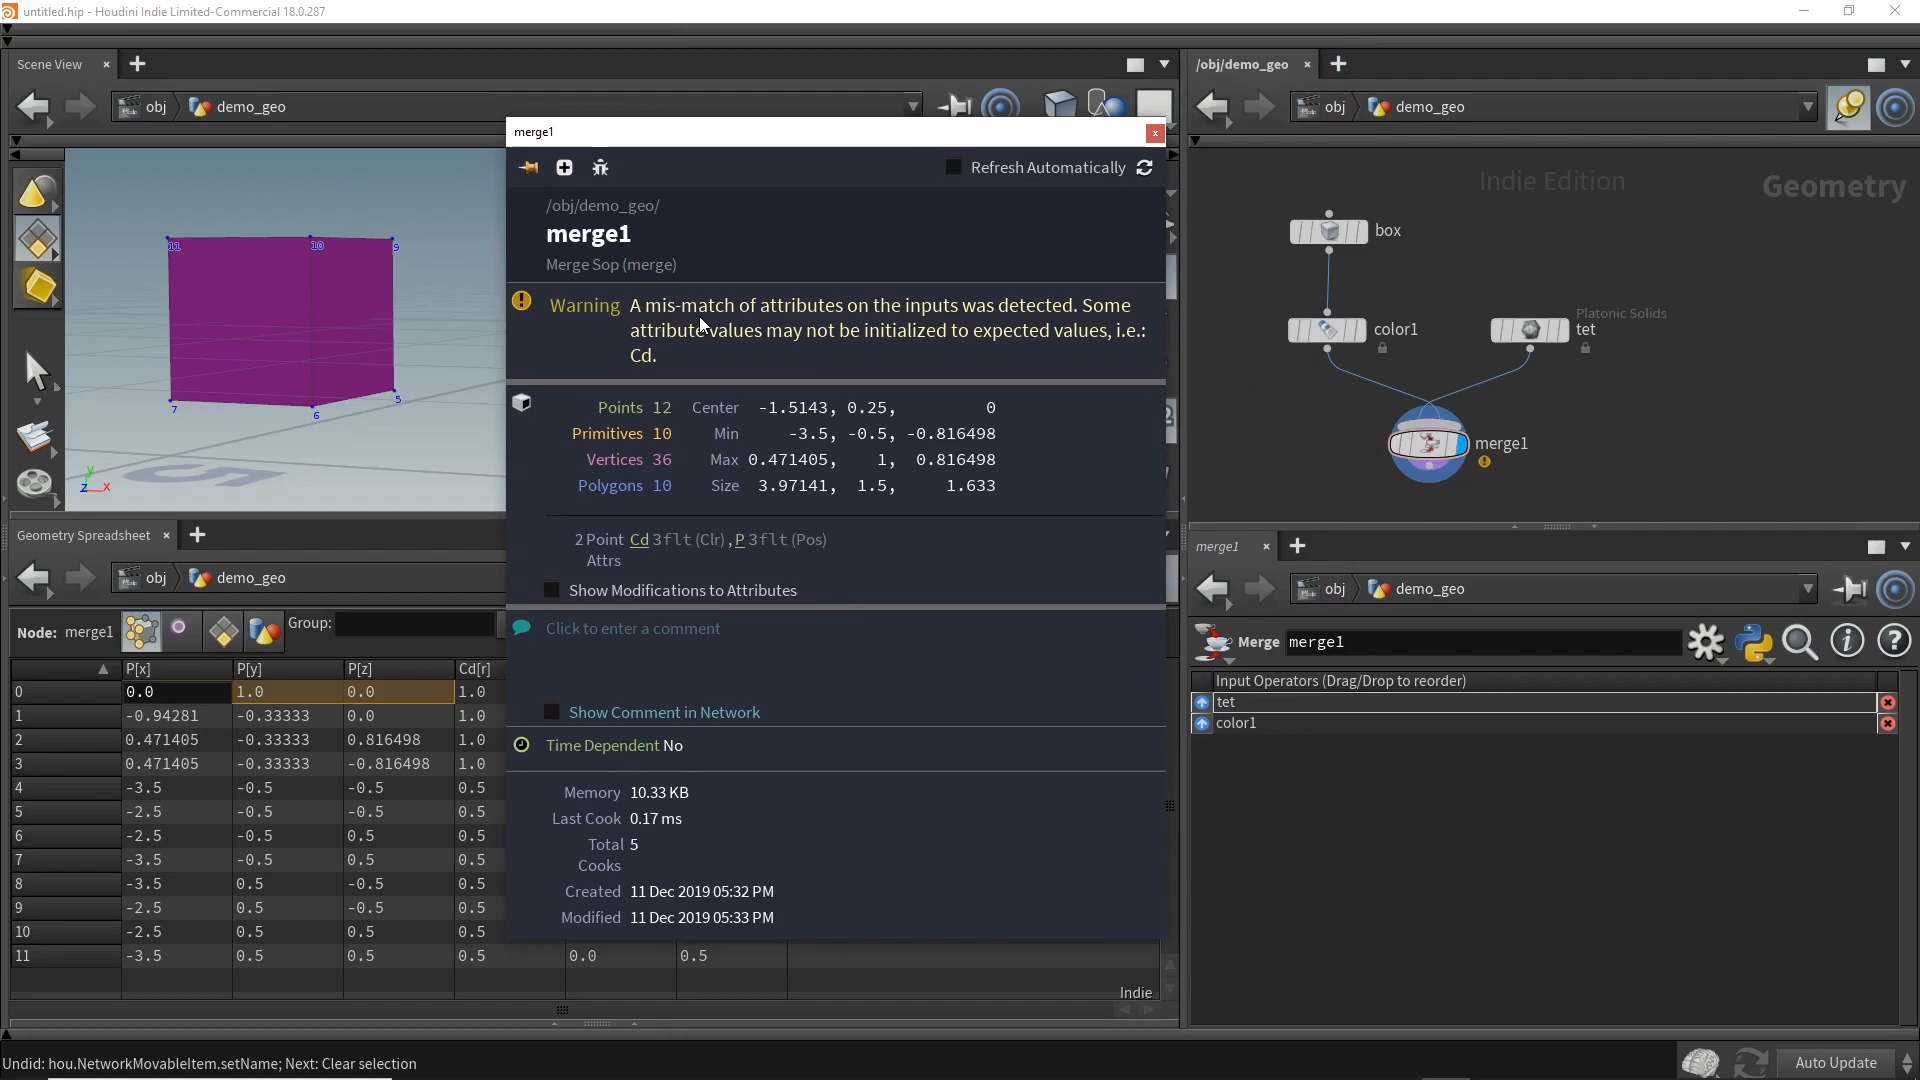 untitled.hip - Houdini Indie Limited-Commercial 18.0.287
Scene View
obj
demo_geo
11
10
9
7
6
5
y
z
x
merge1
Refresh Automatically
/obj/demo_geo/
merge1
Merge Sop (merge)
Warning A mis-match of attributes on the inputs was detected. Some
attribute values may not be initialized to expected values, i.e.:
Cd.
Points 12 Center -1.5143, 0.25, 0
Primitives 10 Min -3.5, -0.5, -0.816498
Vertices 36 Max 0.471405, 1, 0.816498
Polygons 10 Size 3.97141, 1.5, 1.633
2 Point Cd 3flt (Clr), P 3flt (Pos)
Attrs
Show Modifications to Attributes
Click to enter a comment
Show Comment in Network
Time Dependent No
Memory 10.33 KB
Last Cook 0.17 ms
Total 5
Cooks
Created 11 Dec 2019 05:32 PM
Modified 11 Dec 2019 05:33 PM
Geometry Spreadsheet
obj
demo_geo
Node: merge1
Group:
P[x] P[y] P[z] Cd[r]
0 0.0 1.0 0.0 1.0
1 -0.94281 -0.33333 0.0 1.0
2 0.471405 -0.33333 0.816498 1.0
3 0.471405 -0.33333 -0.816498 1.0
4 -3.5 -0.5 -0.5 0.5
5 -2.5 -0.5 -0.5 0.5
6 -2.5 -0.5 0.5 0.5
7 -3.5 -0.5 0.5 0.5
8 -3.5 0.5 -0.5 0.5
9 -2.5 0.5 -0.5 0.5
10 -2.5 0.5 0.5 0.5
11 -3.5 0.5 0.5 0.5 0.0 0.5
Indie
/obj/demo_geo
obj
demo_geo
Indie Edition
Geometry
box
color1
Platonic Solids
tet
merge1
merge1
obj
demo_geo
Merge merge1
Input Operators (Drag/Drop to reorder)
tet
color1
Undid: hou.NetworkMovableItem.setName; Next: Clear selection
Auto Update